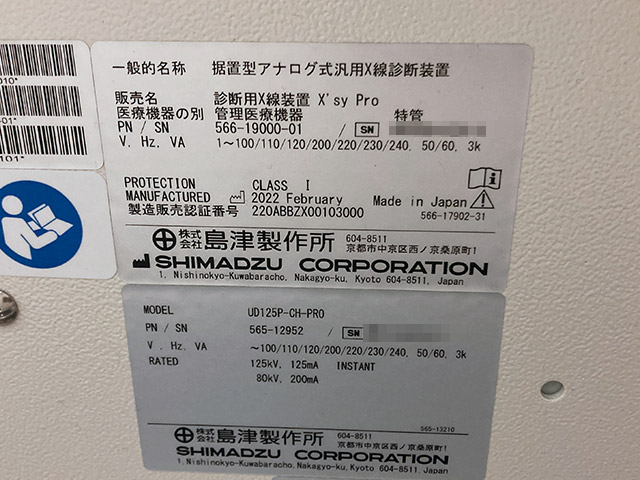 010*
-01*
101*
一般的名称 据置型アナログ式汎用X線診断装置
販売名 診断用X線装置 X'sy Pro
医療機器の別 管理医療機器 特管
PN / SN 566-19000-01 / SN
V. Hz. VA 1～100/110/120/200/220/230/240, 50/60, 3k
PROTECTION CLASS I
MANUFACTURED 2022 February Made in Japan
製造販売認証番号 220ABBZX00103000 566-17902-31
株式会社 島津製作所 604-8511
京都市中京区西ノ京桑原町1
SHIMADZU CORPORATION
1, Nishinokyo-Kuwabaracho, Nakagyo-ku, Kyoto 604-8511, Japan
MODEL UD125P-CH-PRO
PN / SN 565-12952 / SN
V . Hz. VA ～100/110/120/200/220/230/240, 50/60, 3k
RATED 125kV, 125mA INSTANT
80kV, 200mA
565-13210
株式会社 島津製作所 604-8511
京都市中京区西ノ京桑原町1
SHIMADZU CORPORATION
1, Nishinokyo-Kuwabaracho, Nakagyo-ku, Kyoto 604-8511, Japan